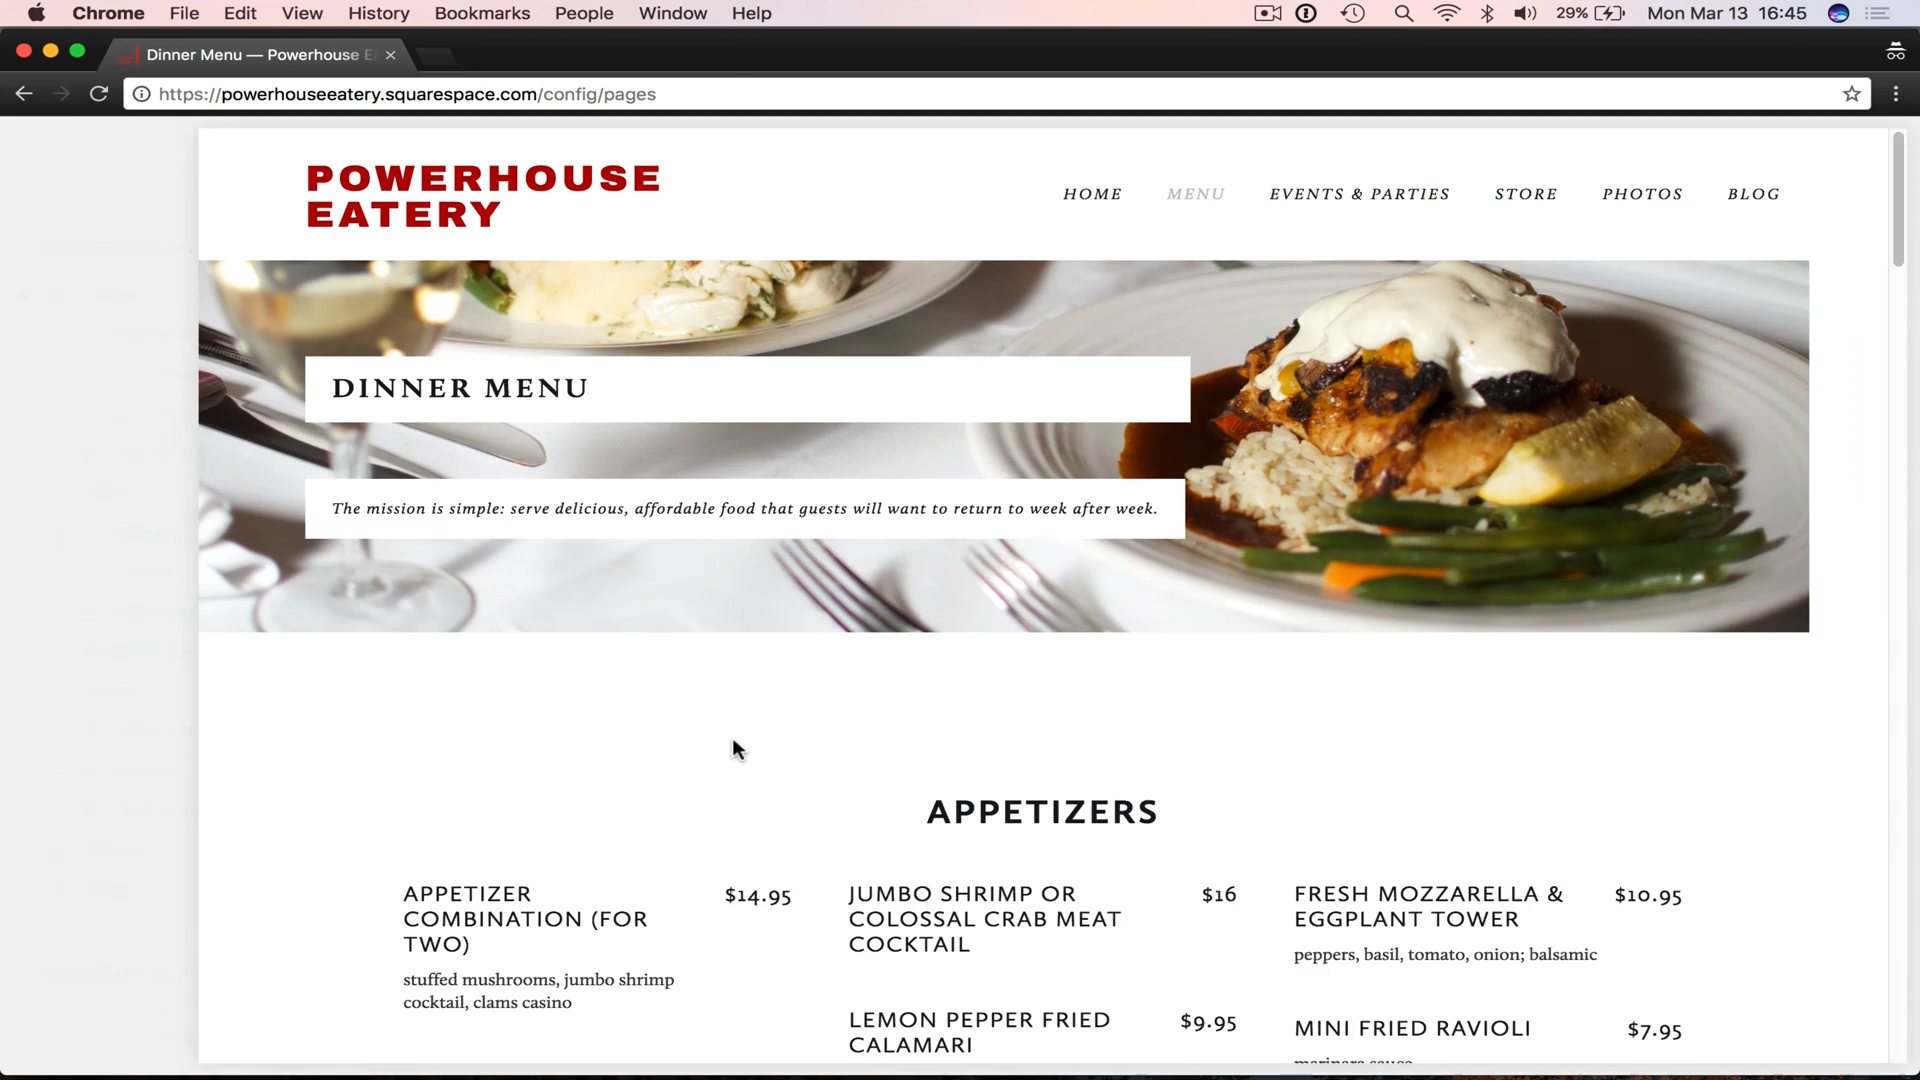 Chrome File Edit View History Bookmarks People Window Help 29% Mon Mar 13 16:45
Dinner Menu — Powerhouse E
https://powerhouseeatery.squarespace.com/config/pages
POWERHOUSE
EATERY
HOME MENU EVENTS & PARTIES STORE PHOTOS BLOG
DINNER MENU
The mission is simple: serve delicious, affordable food that guests will want to return to week after week.
APPETIZERS
APPETIZER $14.95
COMBINATION (FOR
TWO)
stuffed mushrooms, jumbo shrimp
cocktail, clams casino
JUMBO SHRIMP OR $16
COLOSSAL CRAB MEAT
COCKTAIL
LEMON PEPPER FRIED $9.95
CALAMARI
FRESH MOZZARELLA & $10.95
EGGPLANT TOWER
peppers, basil, tomato, onion; balsamic
MINI FRIED RAVIOLI $7.95